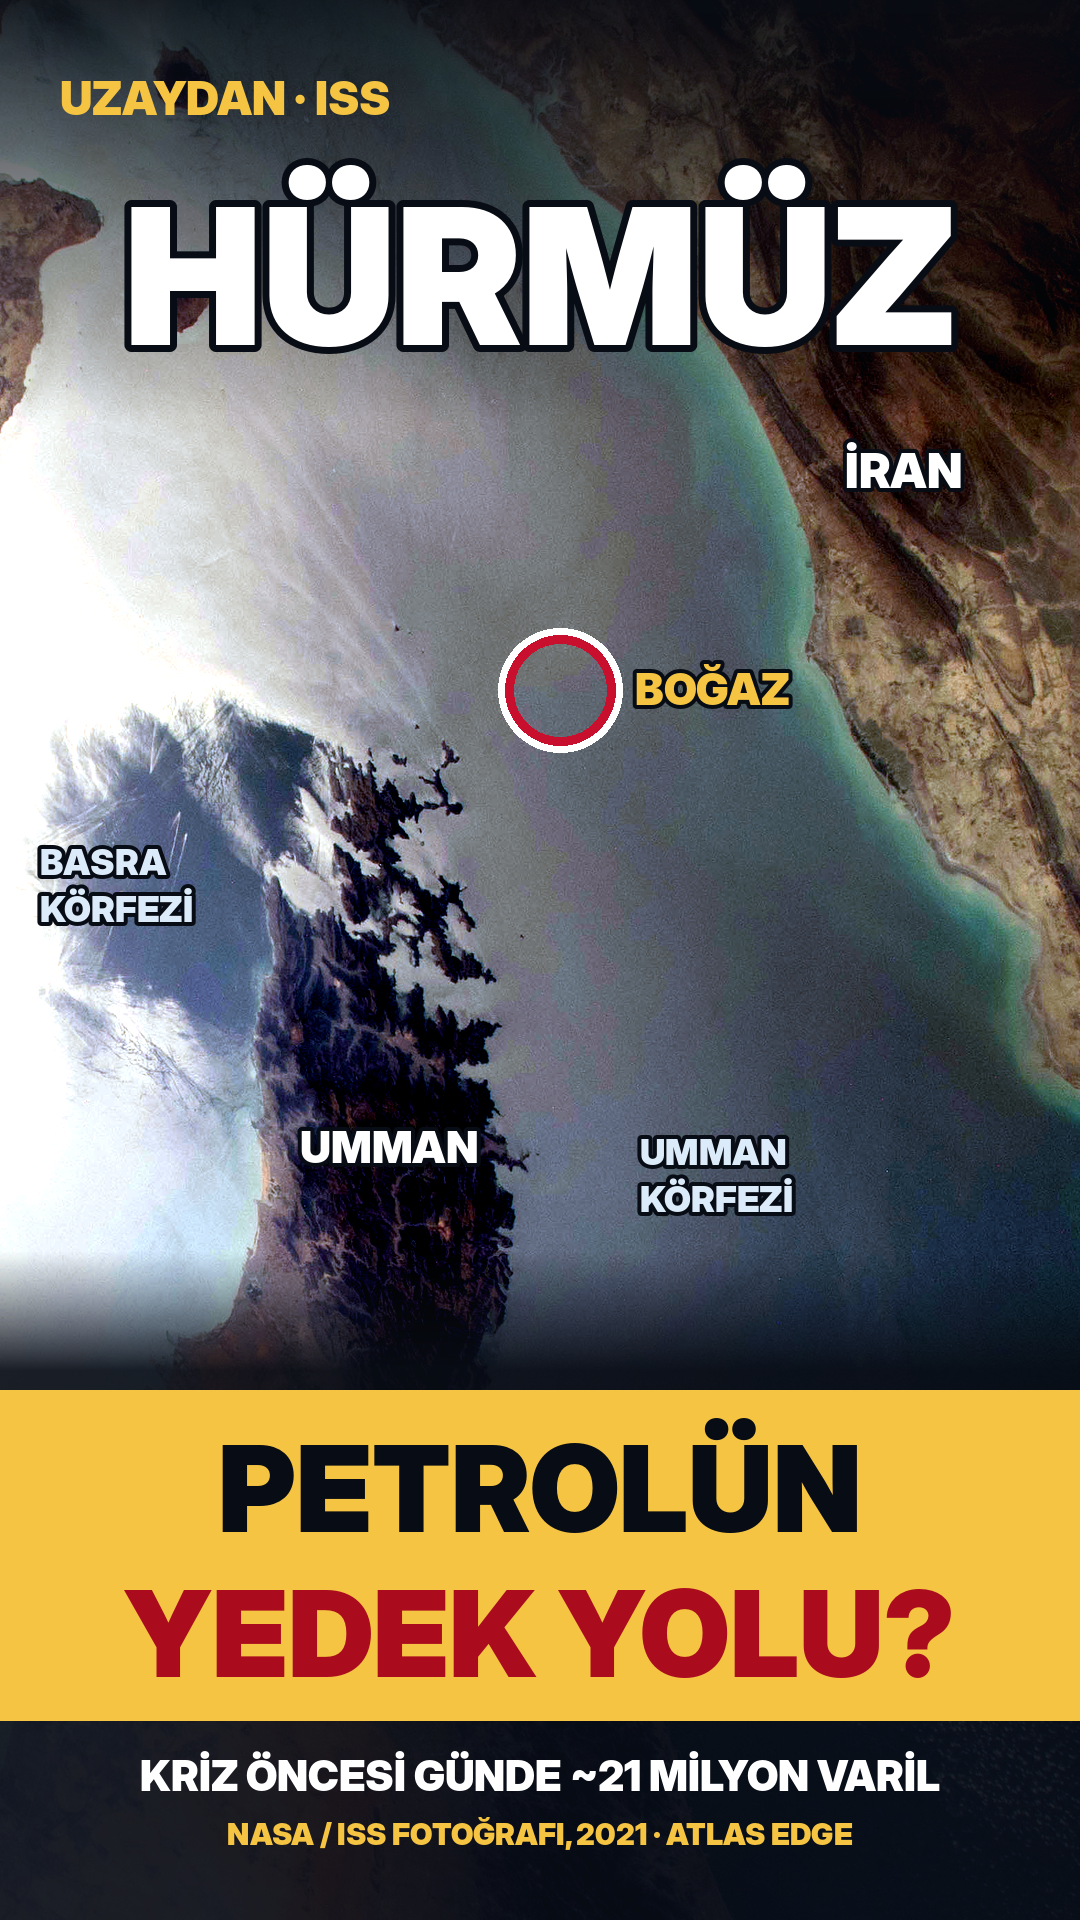 UZAYDAN · ISS
HÜRMÜZ
İRAN
BOĞAZ
BASRA
KÖRFEZİ
UMMAN
UMMAN
KÖRFEZİ
PETROLÜN
YEDEK YOLU?
KRİZ ÖNCESİ GÜNDE ~21 MİLYON VARİL
NASA / ISS FOTOĞRAFI, 2021 · ATLAS EDGE